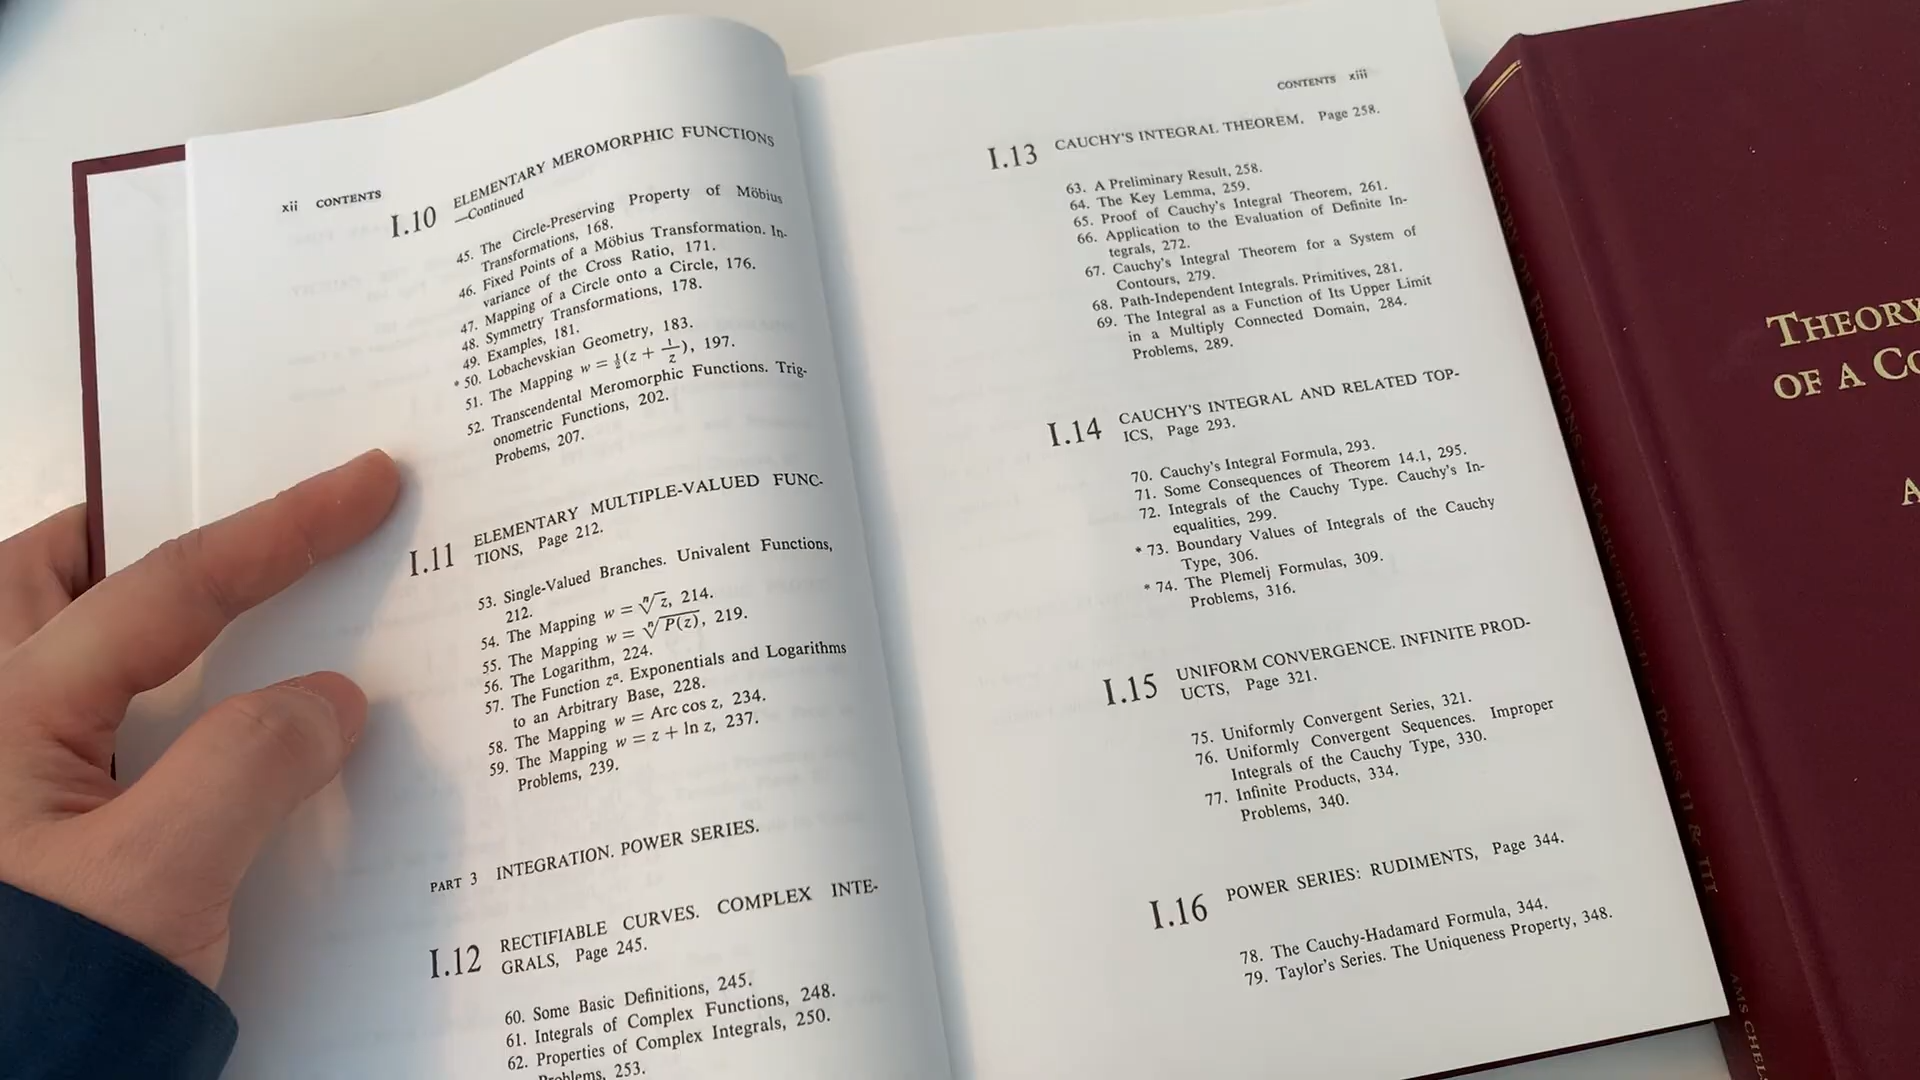 xii CONTENTS
I.10 ELEMENTARY MEROMORPHIC FUNCTIONS
—Continued
45. The Circle-Preserving Property of Möbius
Transformations, 168.
46. Fixed Points of a Möbius Transformation. In-
variance of the Cross Ratio, 171.
47. Mapping of a Circle onto a Circle, 176.
48. Symmetry Transformations, 178.
49. Examples, 181.
* 50. Lobachevskian Geometry, 183.
51. The Mapping w = ½(z + 1/z), 197.
52. Transcendental Meromorphic Functions. Trig-
onometric Functions, 202.
Probems, 207.
I.11 ELEMENTARY MULTIPLE-VALUED FUNC-
TIONS, Page 212.
53. Single-Valued Branches. Univalent Functions,
212.
54. The Mapping w = ⁿ√z, 214.
55. The Mapping w = ⁿ√P(z), 219.
56. The Logarithm, 224.
57. The Function zᵅ. Exponentials and Logarithms
to an Arbitrary Base, 228.
58. The Mapping w = Arc cos z, 234.
59. The Mapping w = z + ln z, 237.
Problems, 239.
PART 3 INTEGRATION. POWER SERIES.
I.12 RECTIFIABLE CURVES. COMPLEX INTE-
GRALS, Page 245.
60. Some Basic Definitions, 245.
61. Integrals of Complex Functions, 248.
62. Properties of Complex Integrals, 250.
Problems, 253.
CONTENTS xiii
I.13 CAUCHY'S INTEGRAL THEOREM, Page 258.
63. A Preliminary Result, 258.
64. The Key Lemma, 259.
65. Proof of Cauchy's Integral Theorem, 261.
66. Application to the Evaluation of Definite In-
tegrals, 272.
67. Cauchy's Integral Theorem for a System of
Contours, 279.
68. Path-Independent Integrals. Primitives, 281.
69. The Integral as a Function of Its Upper Limit
in a Multiply Connected Domain, 284.
Problems, 289.
I.14 CAUCHY'S INTEGRAL AND RELATED TOP-
ICS, Page 293.
70. Cauchy's Integral Formula, 293.
71. Some Consequences of Theorem 14.1, 295.
72. Integrals of the Cauchy Type. Cauchy's In-
equalities, 299.
* 73. Boundary Values of Integrals of the Cauchy
Type, 306.
* 74. The Plemelj Formulas, 309.
Problems, 316.
I.15 UNIFORM CONVERGENCE. INFINITE PROD-
UCTS, Page 321.
75. Uniformly Convergent Series, 321.
76. Uniformly Convergent Sequences. Improper
Integrals of the Cauchy Type, 330.
77. Infinite Products, 334.
Problems, 340.
I.16 POWER SERIES: RUDIMENTS, Page 344.
78. The Cauchy-Hadamard Formula, 344.
79. Taylor's Series. The Uniqueness Property, 348.
THEORY OF FUNCTIONS MARKUSHEVICH PARTS II & III
AMS CHEL
THEORY
OF A CO
A